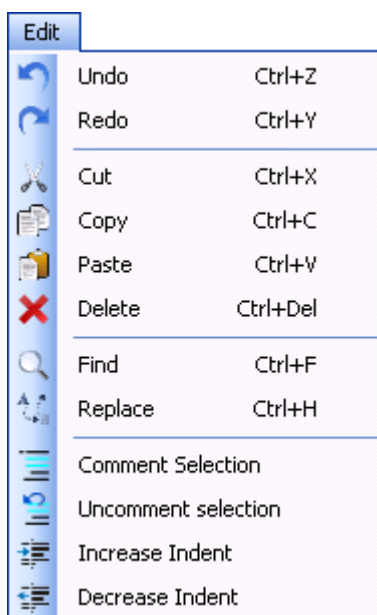 Edit
Undo Ctrl+Z
Redo Ctrl+Y
Cut Ctrl+X
Copy Ctrl+C
Paste Ctrl+V
Delete Ctrl+Del
Find Ctrl+F
Replace Ctrl+H
Comment Selection
Uncomment selection
Increase Indent
Decrease Indent